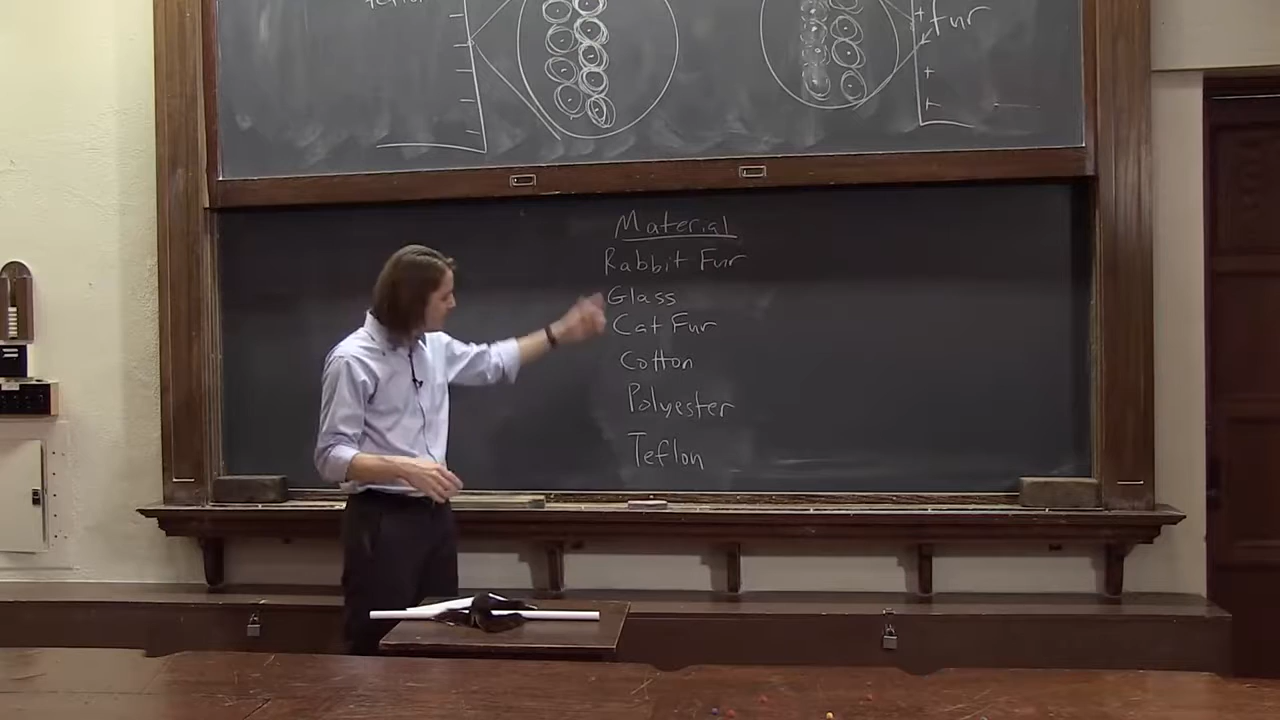 fur
Material
Rabbit Fur
Glass
Cat Fur
Cotton
Polyester
Teflon